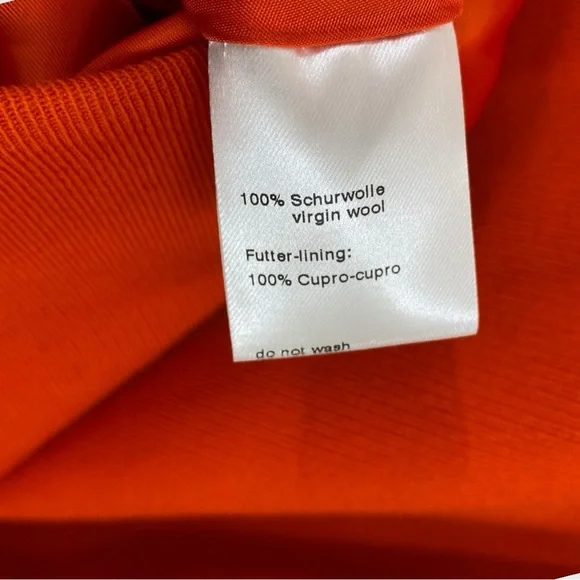 100% Schurwolle
virgin wool
Futter-lining:
100% Cupro-cupro
do not wash